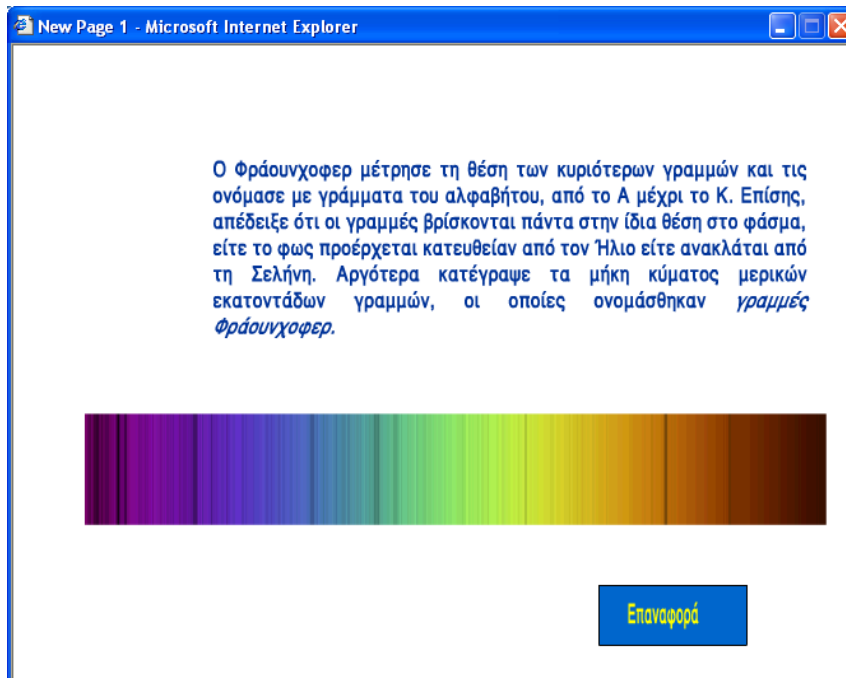 New Page 1 - Microsoft Internet Explorer
Ο Φράουνχοφερ μέτρησε τη θέση των κυριότερων γραμμών και τις
ονόμασε με γράμματα του αλφαβήτου, από το Α μέχρι το Κ. Επίσης,
απέδειξε ότι οι γραμμές βρίσκονται πάντα στην ίδια θέση στο φάσμα,
είτε το φως προέρχεται κατευθείαν από τον Ήλιο είτε ανακλάται από
τη Σελήνη. Αργότερα κατέγραψε τα μήκη κύματος μερικών
εκατοντάδων γραμμών, οι οποίες ονομάσθηκαν γραμμές
Φράουνχοφερ.
Επαναφορά